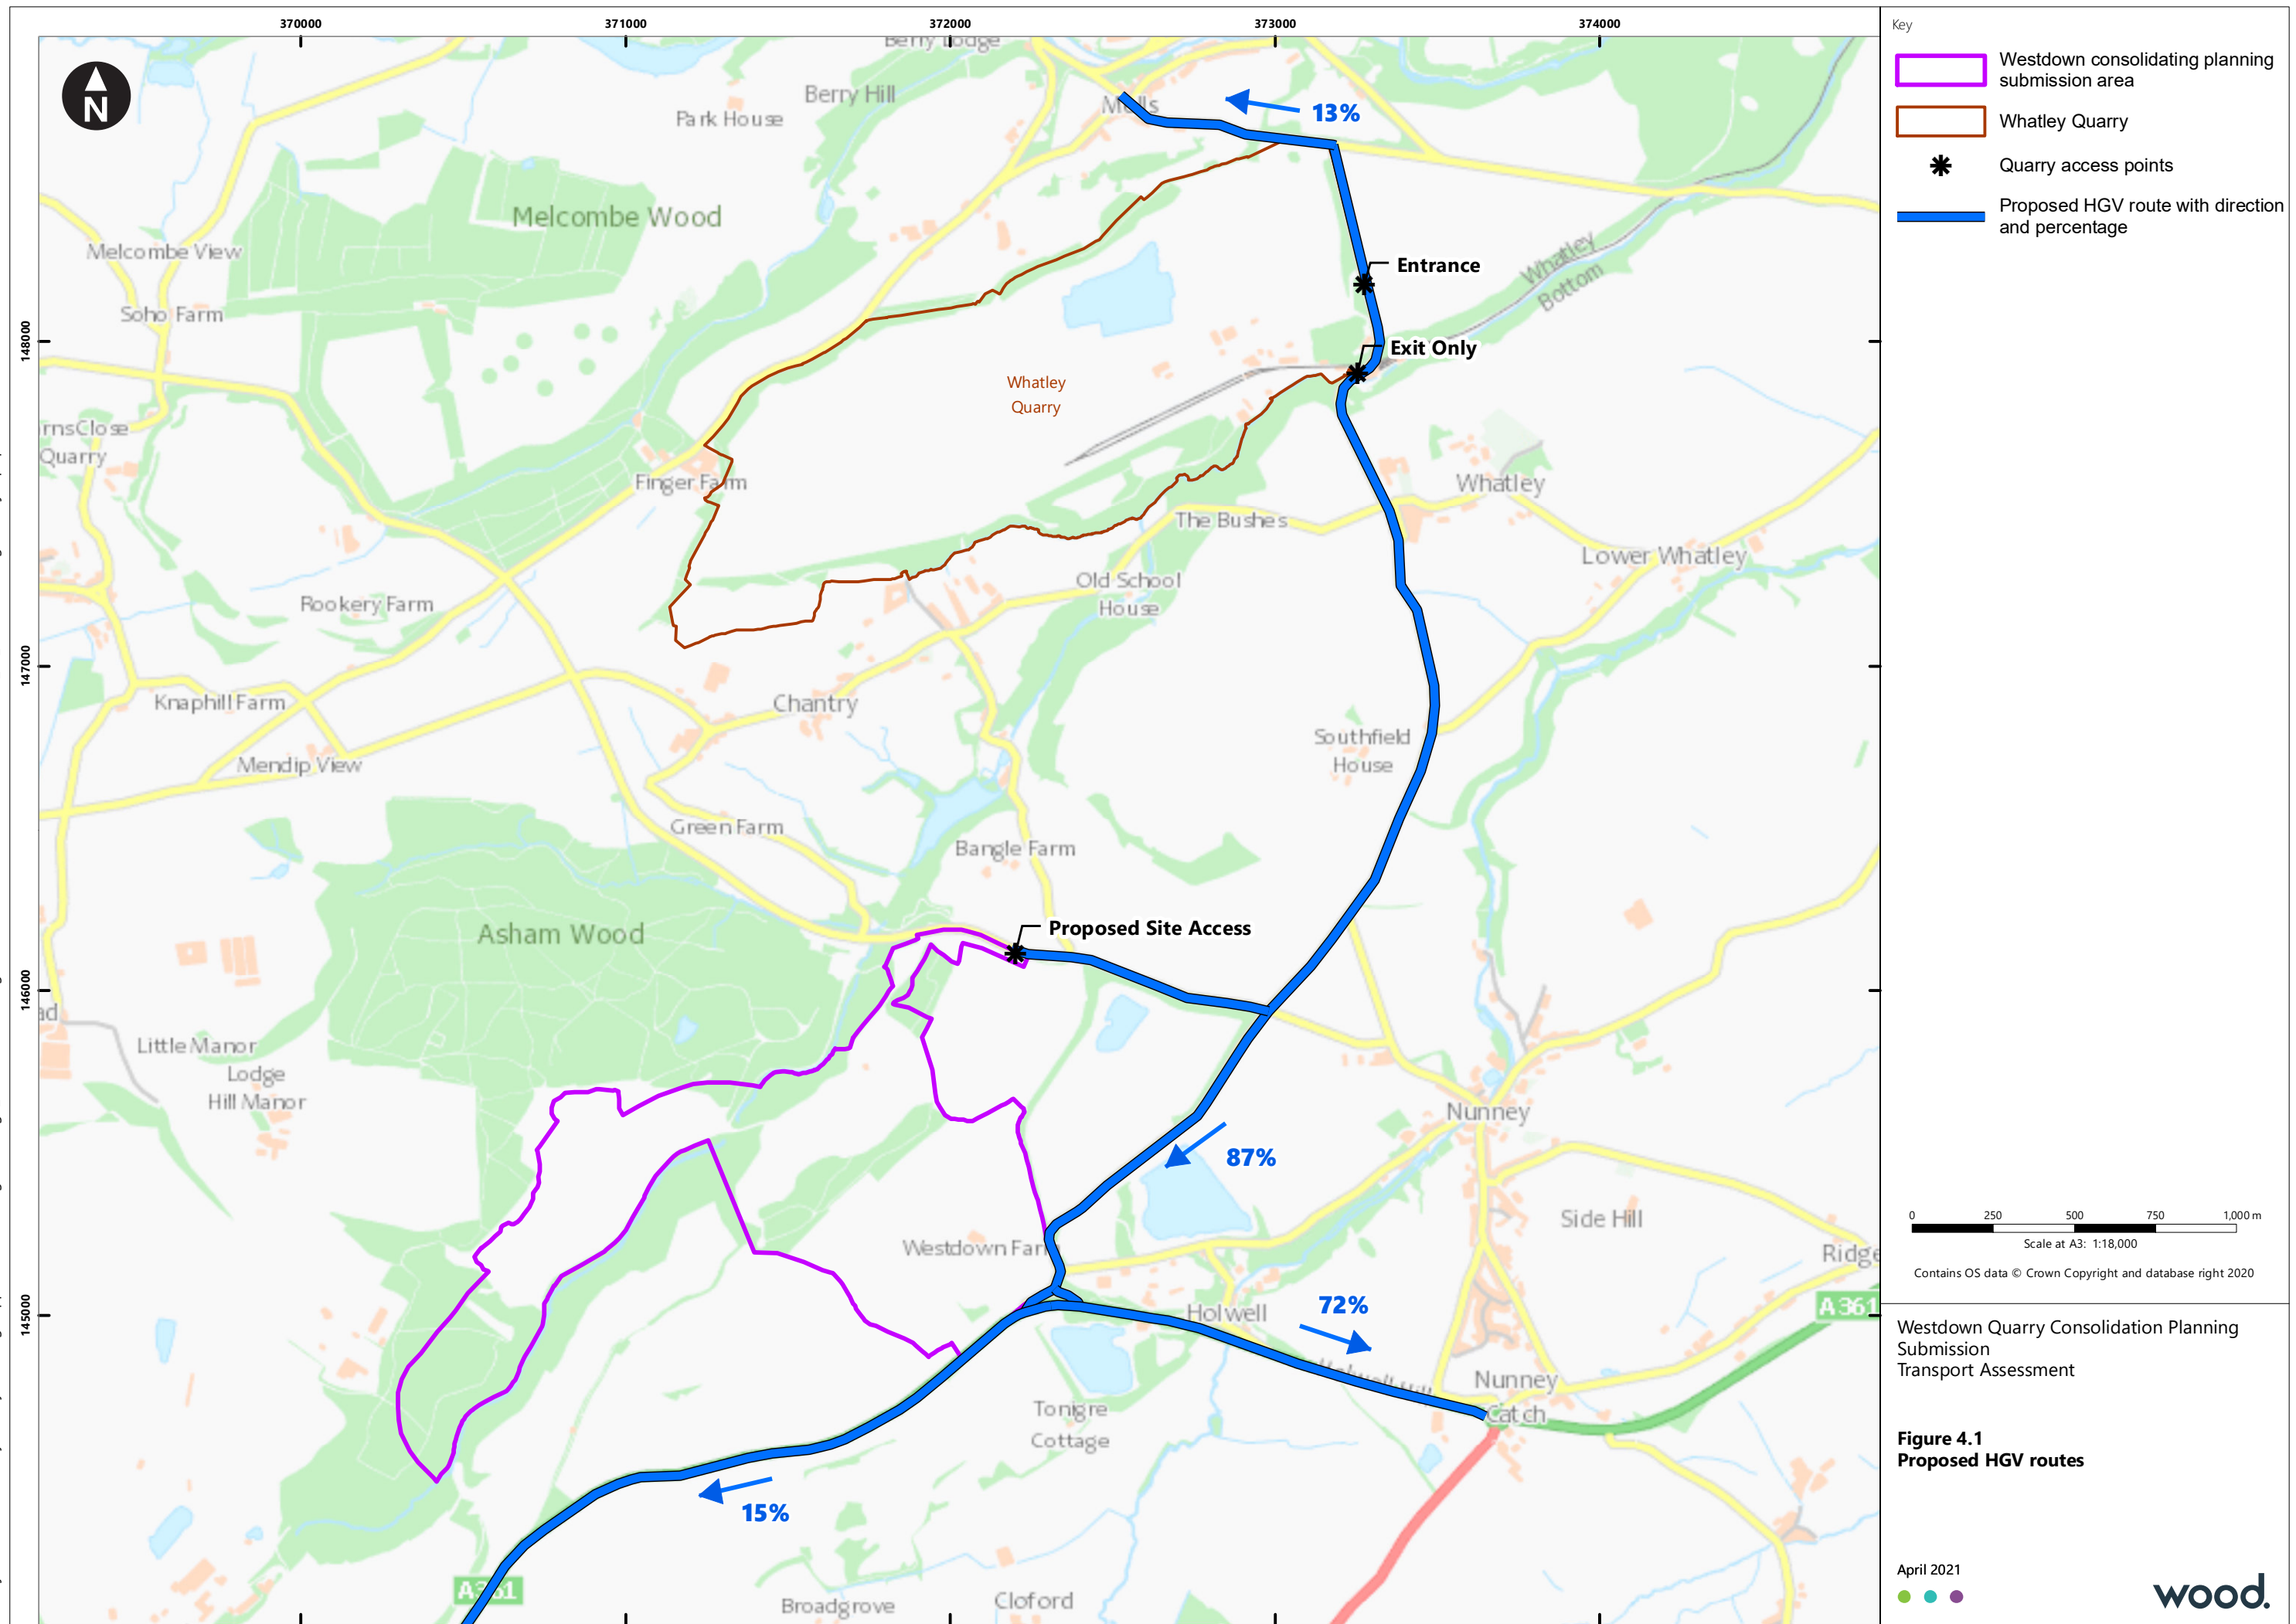 370000
371000
372000
373000
374000
Berry Lodge
Berry Hill
Park House
Mells
13%
Melcombe Wood
Melcombe View
Soho Farm
Entrance
Whatley
Bottom
148000
Exit Only
Whatley
Quarry
rnsClose
Quarry
Finger Farm
Whatley
The Bushes
Lower Whatley
Old School
House
Rookery Farm
147000
Knaphill Farm
Chantry
Southfield
House
Mendip View
Green Farm
Bangle Farm
Asham Wood
Proposed Site Access
146000
ad
Little Manor
Lodge
Hill Manor
Nunney
87%
Side Hill
Westdown Farm
Ridge
145000
Holwell
72%
A361
Holwell Hill
Nunney
Catch
Tonigre
Cottage
15%
A361
Broadgrove
Cloford
N
Key
Westdown consolidating planning
submission area
Whatley Quarry
Quarry access points
Proposed HGV route with direction
and percentage
0 250 500 750 1,000 m
Scale at A3: 1:18,000
Contains OS data © Crown Copyright and database right 2020
Westdown Quarry Consolidation Planning
Submission
Transport Assessment
Figure 4.1
Proposed HGV routes
April 2021
wood.